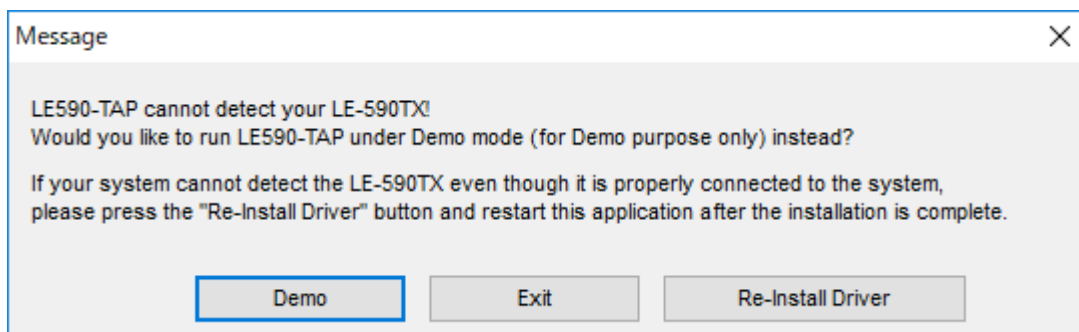 Message
LE590-TAP cannot detect your LE-590TX!
Would you like to run LE590-TAP under Demo mode (for Demo purpose only) instead?
If your system cannot detect the LE-590TX even though it is properly connected to the system,
please press the "Re-Install Driver" button and restart this application after the installation is complete.
Demo
Exit
Re-Install Driver